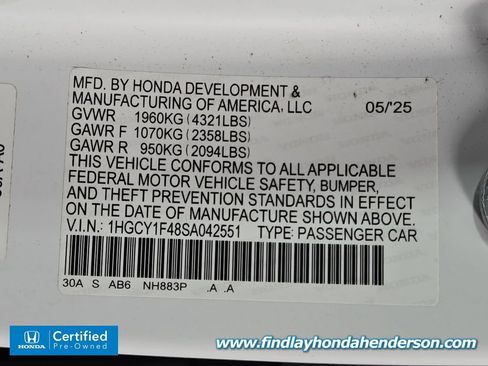 MFD. BY HONDA DEVELOPMENT &
MANUFACTURING OF AMERICA, LLC 05/'25
GVWR 1960KG (4321LBS)
GAWR F 1070KG (2358LBS)
GAWR R 950KG (2094LBS)
THIS VEHICLE CONFORMS TO ALL APPLICABLE
FEDERAL MOTOR VEHICLE SAFETY, BUMPER,
AND THEFT PREVENTION STANDARDS IN EFFECT
ON THE DATE OF MANUFACTURE SHOWN ABOVE.
V.I.N.: 1HGCY1F48SA042551 TYPE: PASSENGER CAR
30A S AB6 NH883P .A .A
HONDA
Certified
Pre-Owned
www.findlayhondahenderson.com